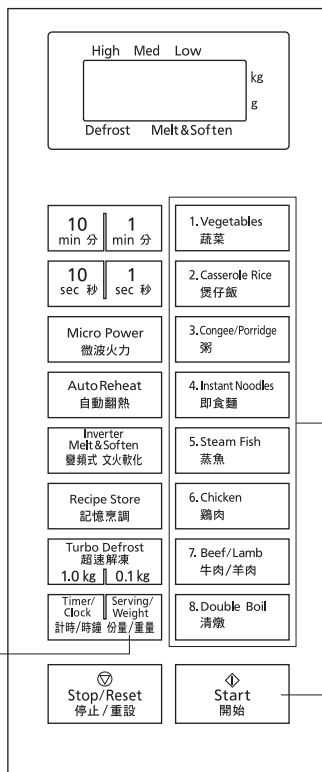 High Med Low
kg
g
Defrost Melt&Soften
10 1
min 分 min 分
10 1
sec 秒 sec 秒
Micro Power
微波火力
Auto Reheat
自動翻熱
Inverter
Melt&Soften
變頻式 文火軟化
Recipe Store
記憶烹調
Turbo Defrost
超速解凍
1.0 kg 0.1 kg
Timer/ Serving/
Clock Weight
計時/時鐘 份量/重量
Stop/Reset
停止/重設
1. Vegetables
蔬菜
2. Casserole Rice
煲仔飯
3. Congee/Porridge
粥
4. Instant Noodles
即食麵
5. Steam Fish
蒸魚
6. Chicken
鷄肉
7. Beef/Lamb
牛肉/羊肉
8. Double Boil
清燉
Start
開始